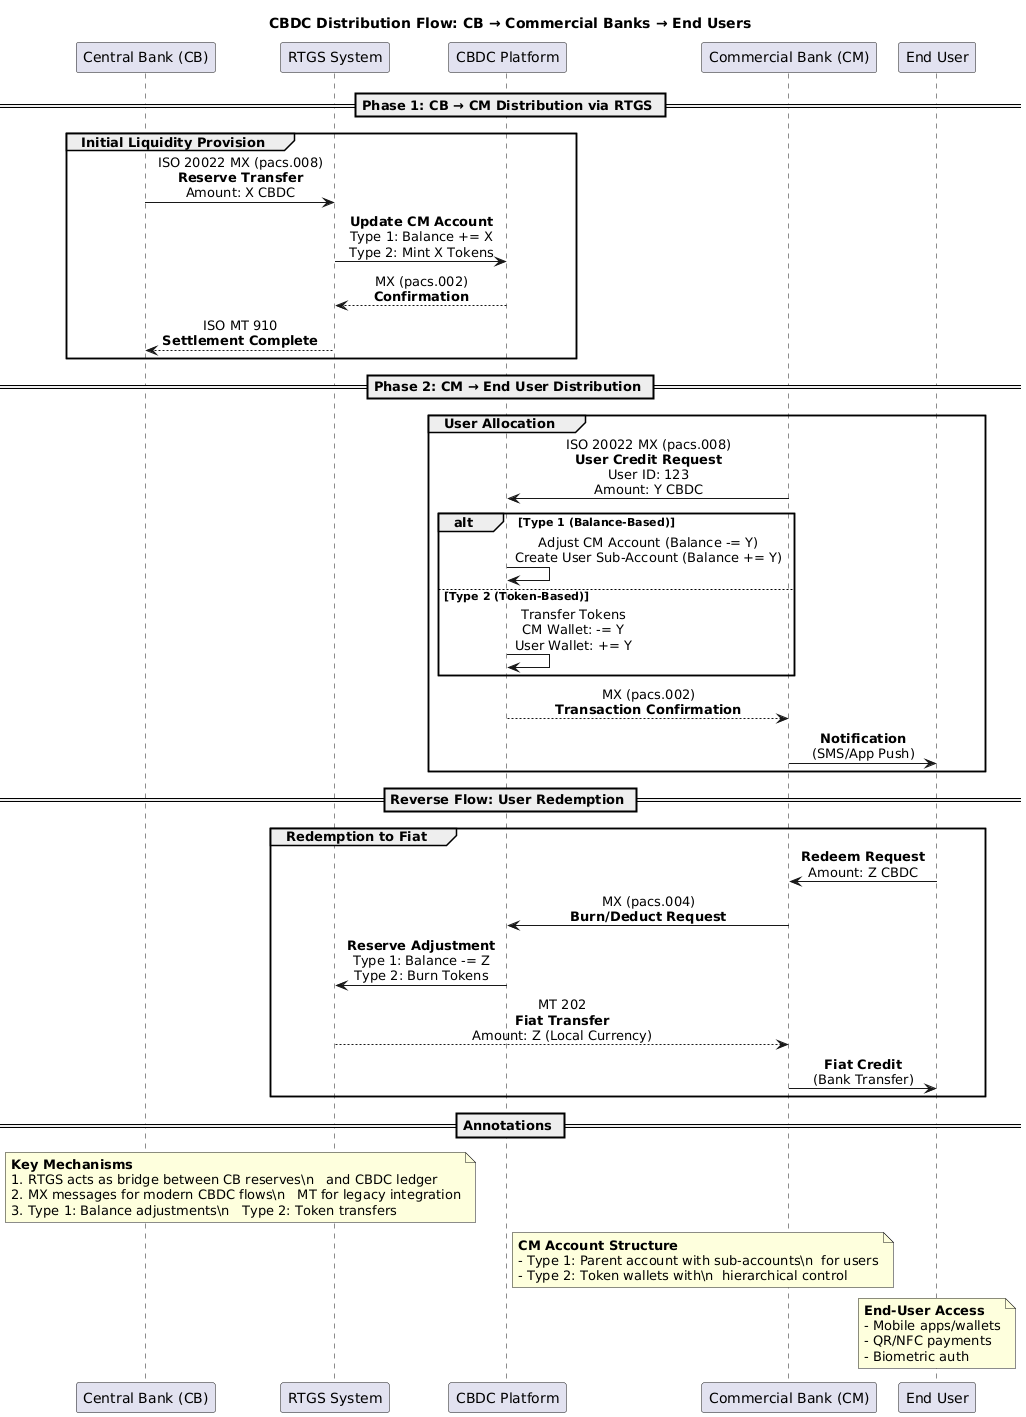 CBDC Distribution Flow: CB → Commercial Banks → End Users
Central Bank (CB)
RTGS System
CBDC Platform
Commercial Bank (CM)
End User
Phase 1: CB → CM Distribution via RTGS
Initial Liquidity Provision
ISO 20022 MX (pacs.008)
Reserve Transfer
Amount: X CBDC
Update CM Account
Type 1: Balance += X
Type 2: Mint X Tokens
MX (pacs.002)
Confirmation
ISO MT 910
Settlement Complete
Phase 2: CM → End User Distribution
User Allocation
ISO 20022 MX (pacs.008)
User Credit Request
User ID: 123
Amount: Y CBDC
alt
[Type 1 (Balance-Based)]
Adjust CM Account (Balance -= Y)
Create User Sub-Account (Balance += Y)
[Type 2 (Token-Based)]
Transfer Tokens
CM Wallet: -= Y
User Wallet: += Y
MX (pacs.002)
Transaction Confirmation
Notification
(SMS/App Push)
Reverse Flow: User Redemption
Redemption to Fiat
Redeem Request
Amount: Z CBDC
MX (pacs.004)
Burn/Deduct Request
Reserve Adjustment
Type 1: Balance -= Z
Type 2: Burn Tokens
MT 202
Fiat Transfer
Amount: Z (Local Currency)
Fiat Credit
(Bank Transfer)
Annotations
Key Mechanisms
1. RTGS acts as bridge between CB reserves\n   and CBDC ledger
2. MX messages for modern CBDC flows\n   MT for legacy integration
3. Type 1: Balance adjustments\n   Type 2: Token transfers
CM Account Structure
- Type 1: Parent account with sub-accounts\n  for users
- Type 2: Token wallets with\n  hierarchical control
End-User Access
- Mobile apps/wallets
- QR/NFC payments
- Biometric auth
Central Bank (CB)
RTGS System
CBDC Platform
Commercial Bank (CM)
End User